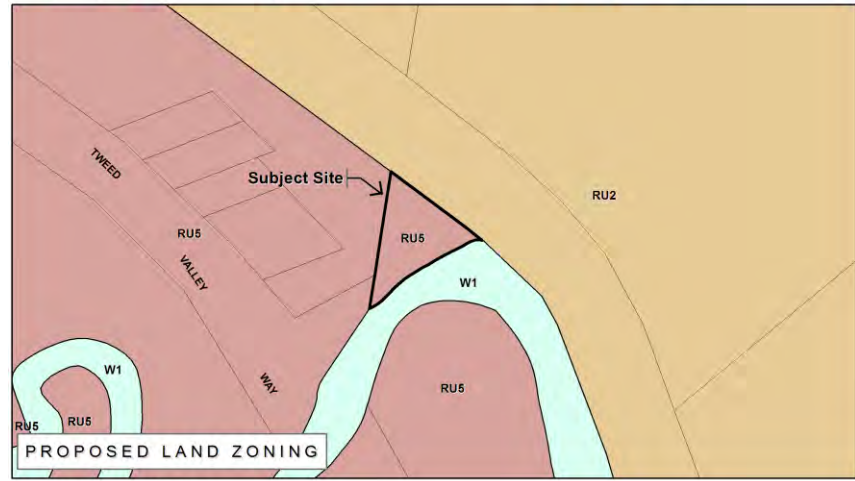 TWEED
Subject Site
RU2
RU5
RU5
VALLEY
W1
W1
WAY
RU5
RU5
RU5
PROPOSED LAND ZONING